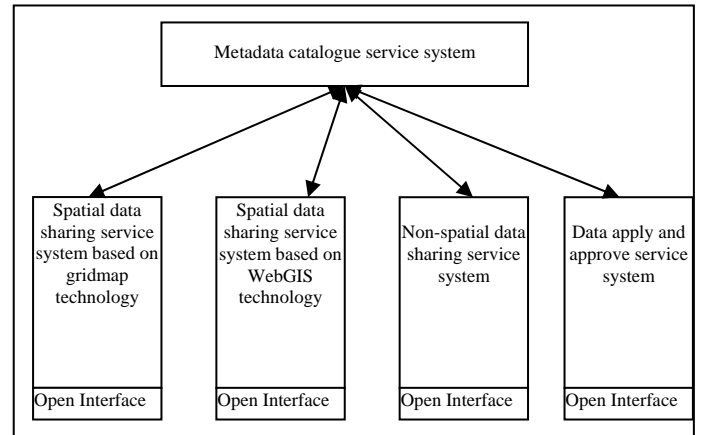 Metadata catalogue service system
Spatial data
sharing service
system based on
gridmap
technology
Spatial data
sharing service
system based on
WebGIS
technology
Non-spatial data
sharing service
system
Data apply and
approve service
system
Open Interface
Open Interface
Open Interface
Open Interface